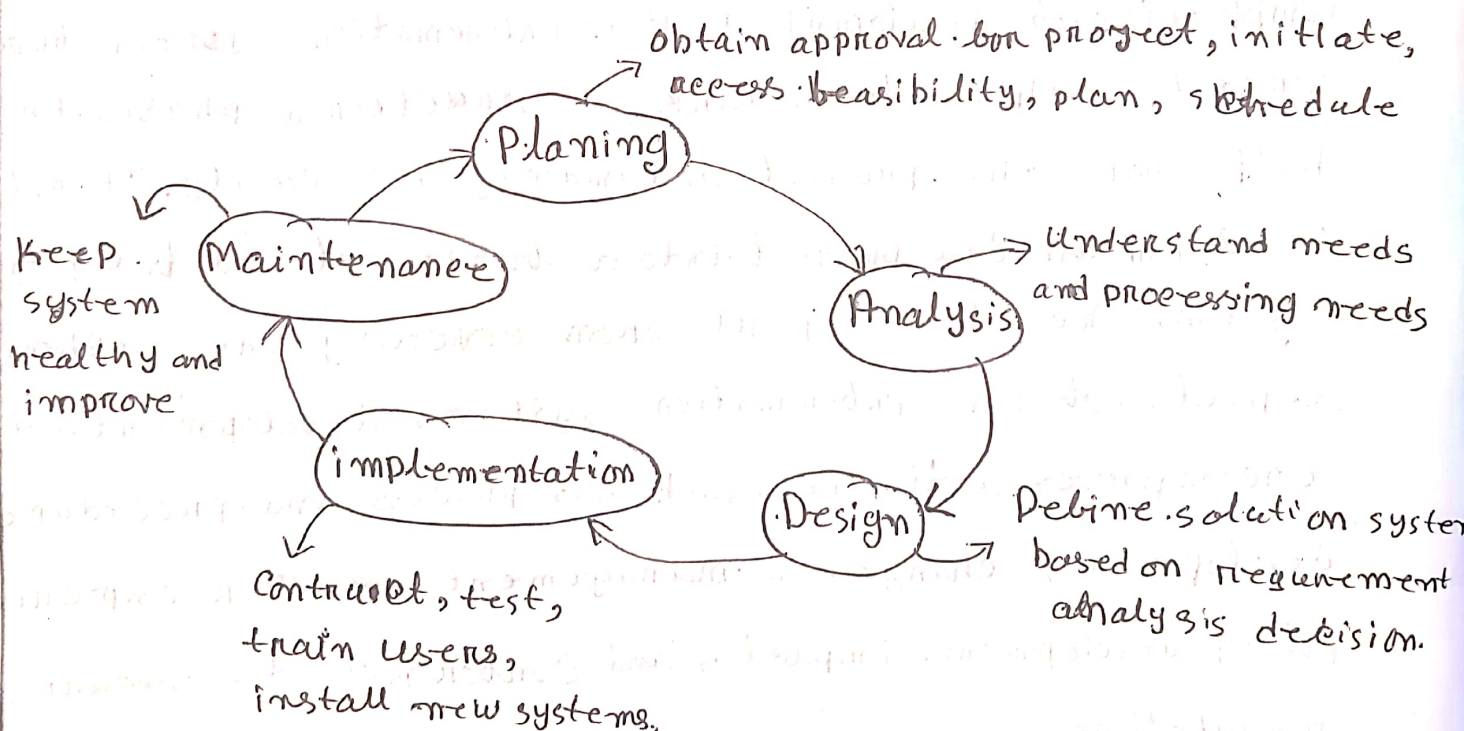 obtain approval for project, initiate,
access feasibility, plan, schedule
Planing
Keep
system
healthy and
improve
Maintenance
Understand needs
and processing needs
Analysis
implementation
Design
Define solution system
based on requirement
analysis decision.
Contruct, test,
train users,
install new systems.